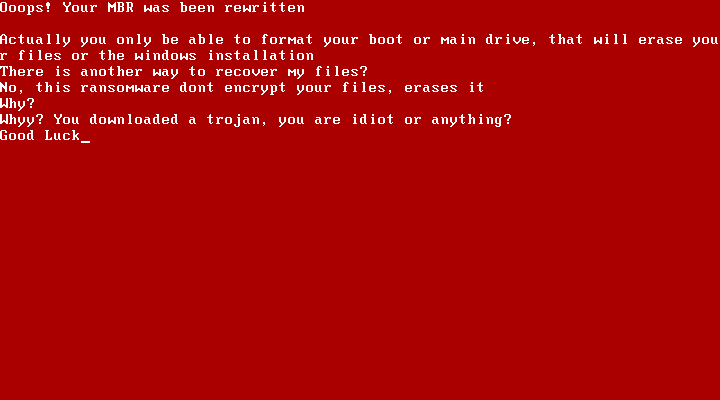 Ooops! Your MBR was been rewritten
Actually you only be able to format your boot or main drive, that will erase you
r files or the windows installation
There is another way to recover my files?
No, this ransomware dont encrypt your files, erases it
Why?
Whyy? You downloaded a trojan, you are idiot or anything?
Good Luck_